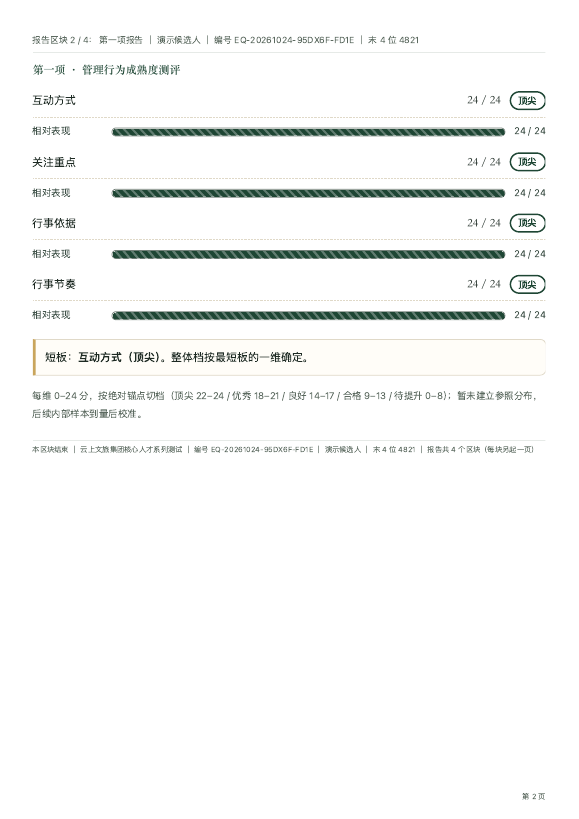 报告区块 2 / 4： 第一项报告 ｜ 演示候选人 ｜ 编号 EQ-20261024-95DX6F-FD1E ｜ 末 4 位 4821
第一项 · 管理行为成熟度测评
互动方式 24 / 24 顶尖
相对表现 24 / 24
关注重点 24 / 24 顶尖
相对表现 24 / 24
行事依据 24 / 24 顶尖
相对表现 24 / 24
行事节奏 24 / 24 顶尖
相对表现 24 / 24
短板：互动方式（顶尖）。整体档按最短板的一维确定。
每维 0–24 分，按绝对锚点切档（顶尖 22–24 / 优秀 18–21 / 良好 14–17 / 合格 9–13 / 待提升 0–8）；暂未建立参照分布，
后续内部样本到量后校准。
本区块结束 ｜ 云上文旅集团核心人才系列测试 ｜ 编号 EQ-20261024-95DX6F-FD1E ｜ 演示候选人 ｜ 末 4 位 4821 ｜ 报告共 4 个区块（每块另起一页）
第 2 页